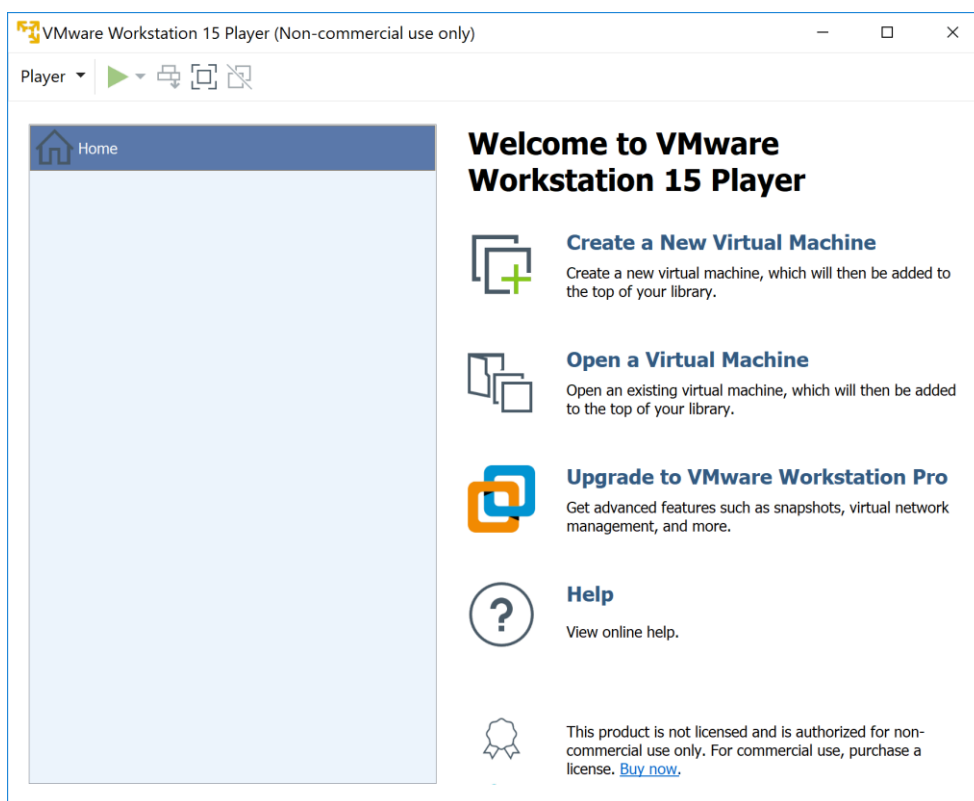 VMware Workstation 15 Player (Non-commercial use only)
Player
Home
Welcome to VMware
Workstation 15 Player
Create a New Virtual Machine
Create a new virtual machine, which will then be added to
the top of your library.
Open a Virtual Machine
Open an existing virtual machine, which will then be added
to the top of your library.
Upgrade to VMware Workstation Pro
Get advanced features such as snapshots, virtual network
management, and more.
?
Help
View online help.
This product is not licensed and is authorized for non-
commercial use only. For commercial use, purchase a
license. Buy now.